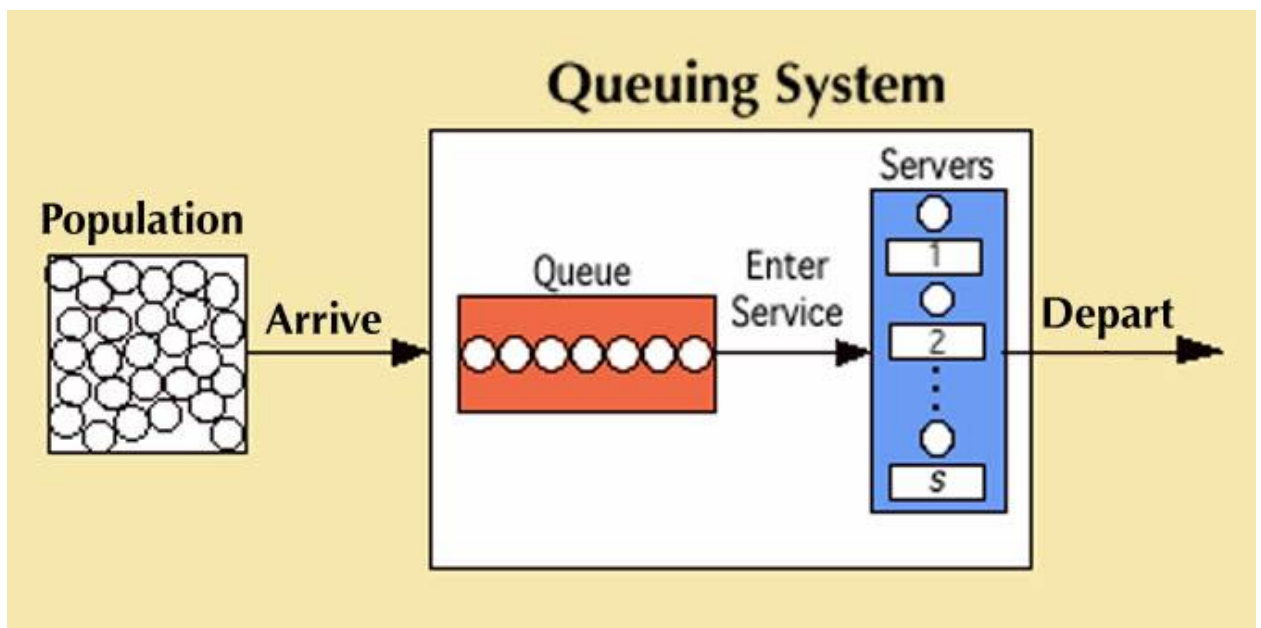 Queuing System
Population
Arrive
Queue
Enter
Service
Servers
1
2
s
Depart